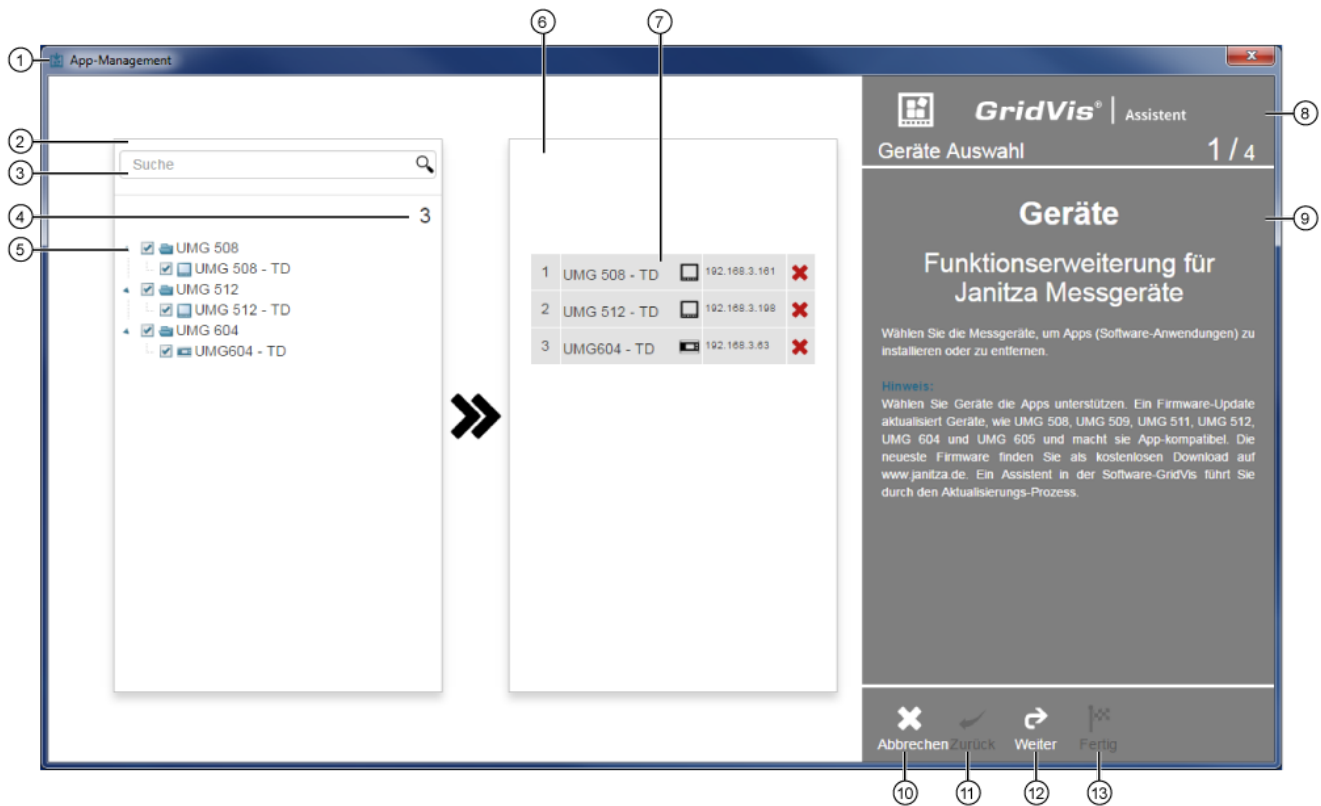 6 7
1 App-Management
GridVis® | Assistent 8
2
3 Suche
Geräte Auswahl 1 / 4
4 3
Geräte 9
5 UMG 508
UMG 508 - TD
UMG 512
UMG 512 - TD
UMG 604
UMG604 - TD
1 UMG 508 - TD 192.168.3.161
2 UMG 512 - TD 192.168.3.198
3 UMG604 - TD 192.168.3.63
Funktionserweiterung für
Janitza Messgeräte
Wählen Sie die Messgeräte, um Apps (Software-Anwendungen) zu
installieren oder zu entfernen.
Hinweis:
Wählen Sie Geräte die Apps unterstützen. Ein Firmware-Update
aktualisiert Geräte, wie UMG 508, UMG 509, UMG 511, UMG 512,
UMG 604 und UMG 605 und macht sie App-kompatibel. Die
neueste Firmware finden Sie als kostenlosen Download auf
www.janitza.de. Ein Assistent in der Software-GridVis führt Sie
durch den Aktualisierungs-Prozess.
Abbrechen Zurück Weiter Fertig
10 11 12 13